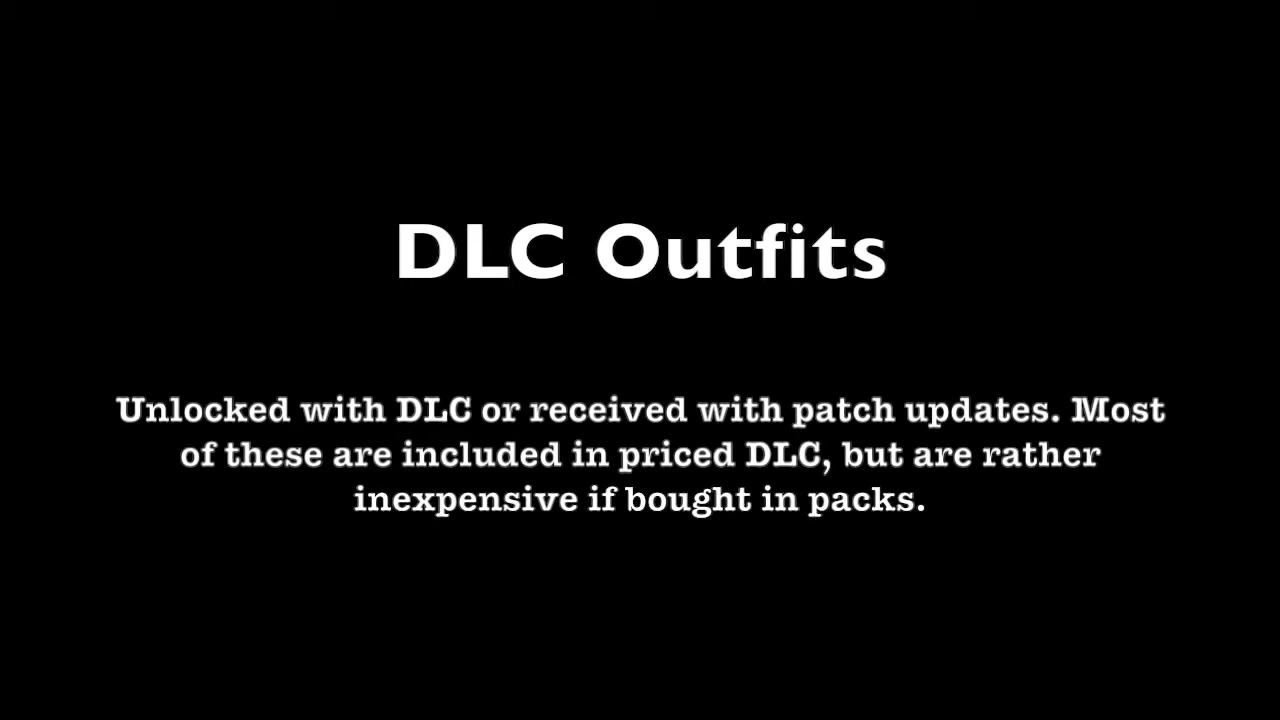 DLC Outfits
Unlocked with DLC or received with patch updates. Most
of these are included in priced DLC, but are rather
inexpensive if bought in packs.